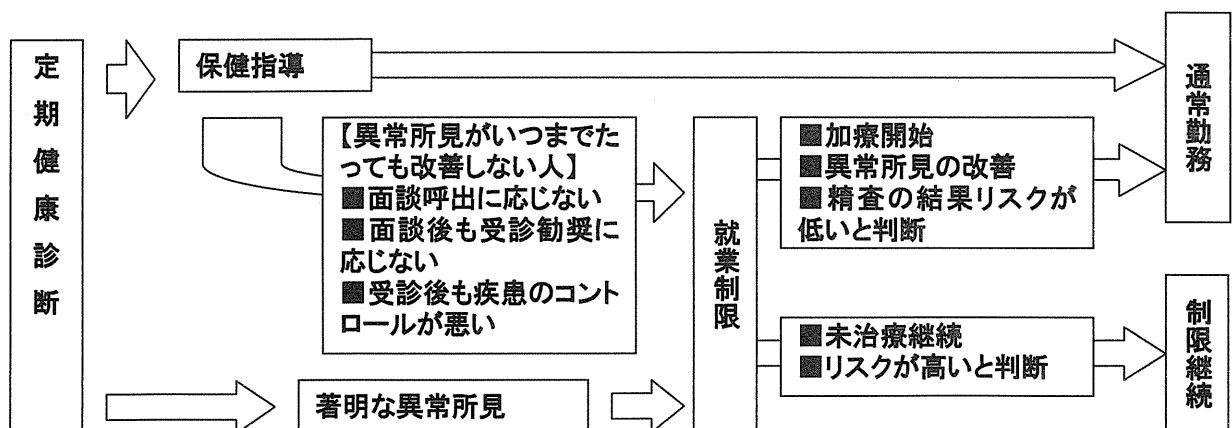 定期健康診断
保健指導
【異常所見がいつまでた
っても改善しない人】
■面談呼出に応じない
■面談後も受診勧奨に
応じない
■受診後も疾患のコント
ロールが悪い
著明な異常所見
就業制限
■加療開始
■異常所見の改善
■精査の結果リスクが
低いと判断
■未治療継続
■リスクが高いと判断
通常勤務
制限継続